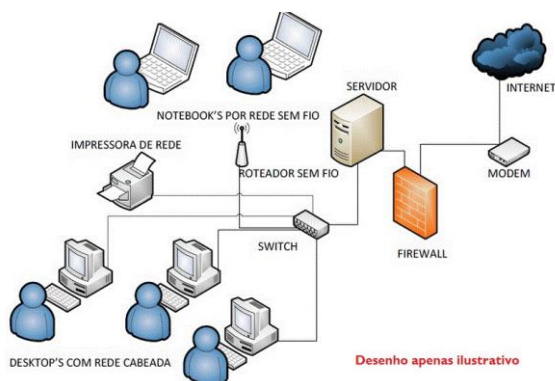 SERVIDOR
INTERNET
NOTEBOOK'S POR REDE SEM FIO
IMPRESSORA DE REDE
ROTEADOR SEM FIO
MODEM
SWITCH
FIREWALL
DESKTOP'S COM REDE CABEADA
Desenho apenas ilustrativo